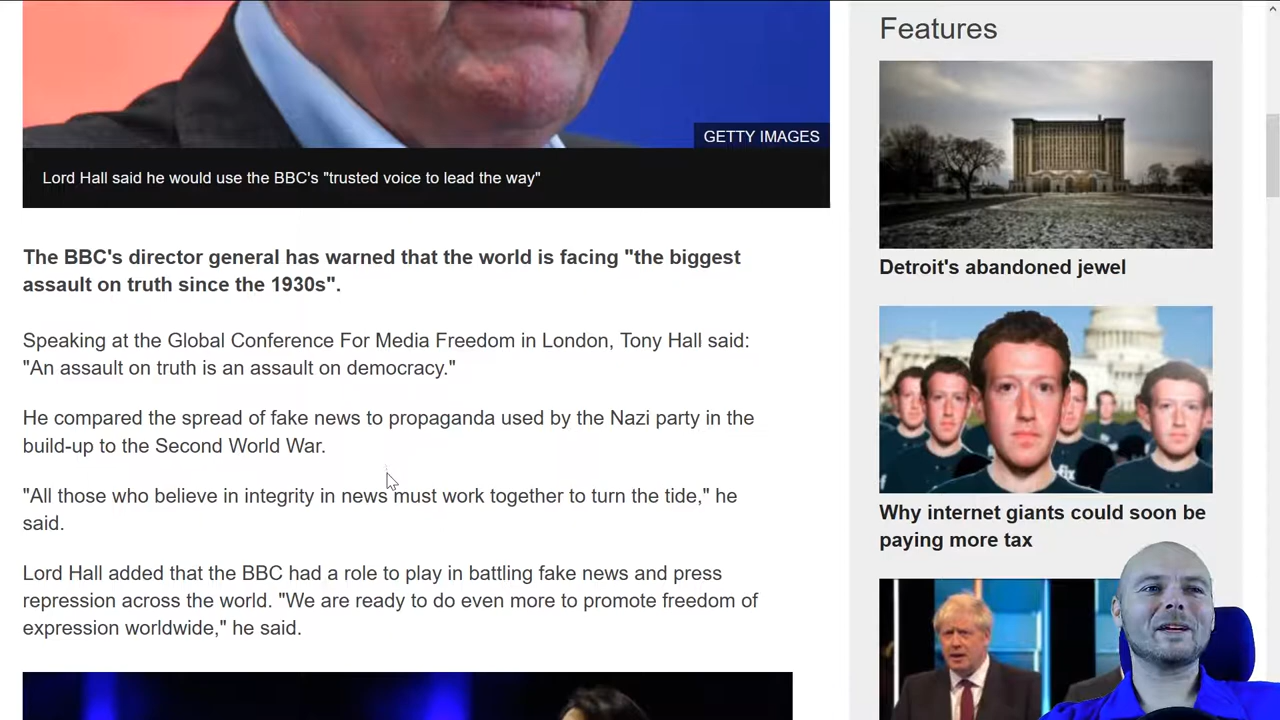 GETTY IMAGES
Lord Hall said he would use the BBC's "trusted voice to lead the way"
The BBC's director general has warned that the world is facing "the biggest
assault on truth since the 1930s".
Speaking at the Global Conference For Media Freedom in London, Tony Hall said:
"An assault on truth is an assault on democracy."
He compared the spread of fake news to propaganda used by the Nazi party in the
build-up to the Second World War.
"All those who believe in integrity in news must work together to turn the tide," he
said.
Lord Hall added that the BBC had a role to play in battling fake news and press
repression across the world. "We are ready to do even more to promote freedom of
expression worldwide," he said.
Features
Detroit's abandoned jewel
fix
Why internet giants could soon be
paying more tax